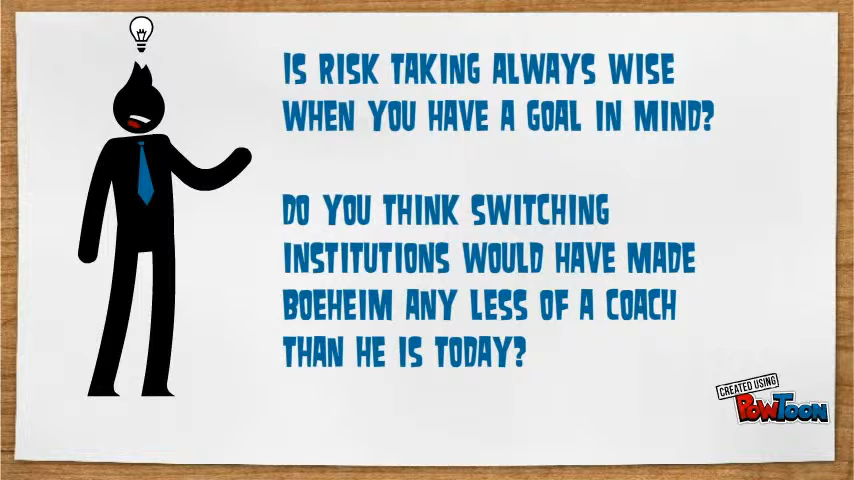 IS RISK TAKING ALWAYS WISE
WHEN YOU HAVE A GOAL IN MIND?
DO YOU THINK SWITCHING
INSTITUTIONS WOULD HAVE MADE
BOEHEIM ANY LESS OF A COACH
THAN HE IS TODAY?
CREATED USING
POWTOON